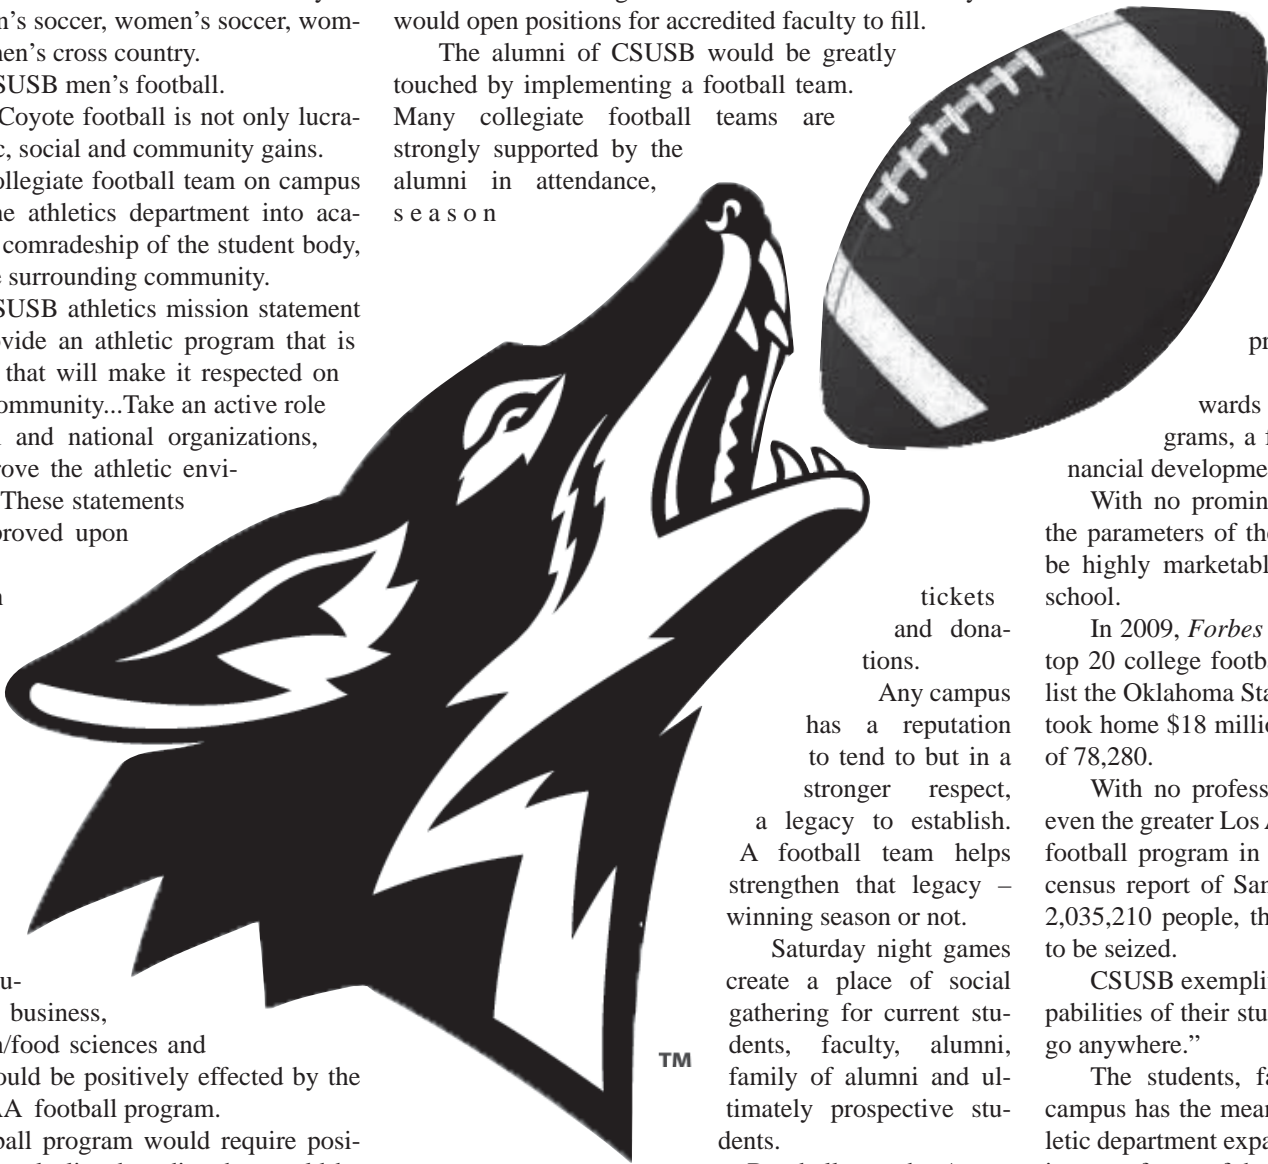 n's soccer, women's soccer, wom-
en's cross country.
SUSB men's football.
Coyote football is not only lucra-
c, social and community gains.
ollegiate football team on campus
ne athletics department into aca-
comradeship of the student body,
e surrounding community.
SUSB athletics mission statement
vide an athletic program that is
that will make it respected on
ommunity...Take an active role
and national organizations,
rove the athletic envi-
These statements
proved upon
u-
business,
n/food sciences and
ould be positively effected by the
AA football program.
ball program would require posi-
would open positions for accredited faculty to fill.
The alumni of CSUSB would be greatly
touched by implementing a football team.
Many collegiate football teams are
strongly supported by the
alumni in attendance,
season
tickets
and dona-
tions.
Any campus
has a reputation
to tend to but in a
stronger respect,
a legacy to establish.
A football team helps
strengthen that legacy –
winning season or not.
Saturday night games
create a place of social
gathering for current stu-
dents, faculty, alumni,
family of alumni and ul-
timately prospective stu-
dents.
TM
pr
wards
grams, a f
nancial developme
With no promin
the parameters of the
be highly marketabl
school.
In 2009, Forbes
top 20 college footb
list the Oklahoma Sta
took home $18 millio
of 78,280.
With no profess
even the greater Los A
football program in
census report of San
2,035,210 people, th
to be seized.
CSUSB exempli
pabilities of their stu
go anywhere.”
The students, fa
campus has the mean
letic department expa